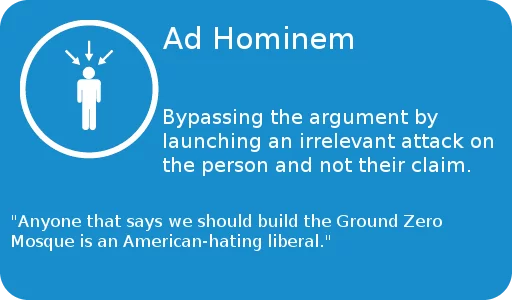 Ad Hominem
Bypassing the argument by
launching an irrelevant attack on
the person and not their claim.
"Anyone that says we should build the Ground Zero
Mosque is an American-hating liberal."